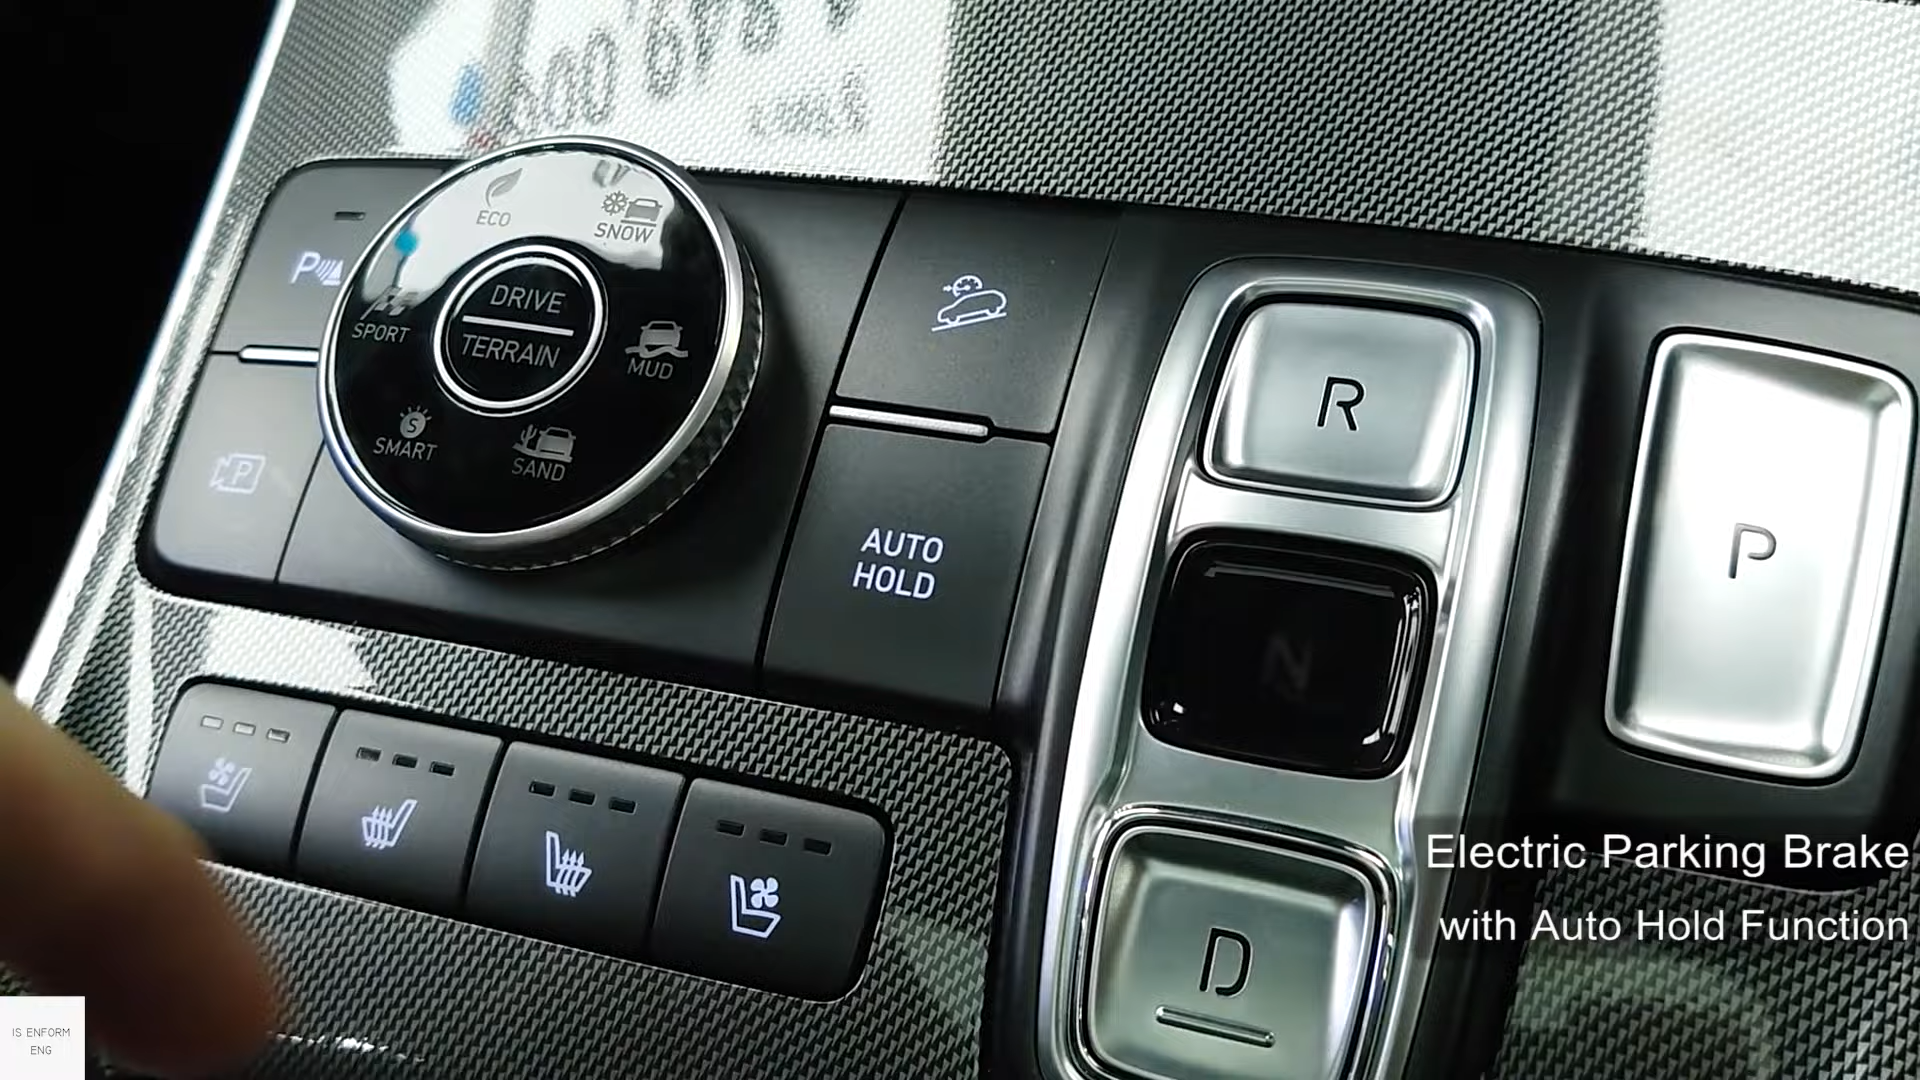 ECO
SNOW
P
DRIVE
TERRAIN
SPORT
MUD
S
SMART
SAND
P
AUTO
HOLD
R
N
D
P
Electric Parking Brake
with Auto Hold Function
IS ENFORM
ENG